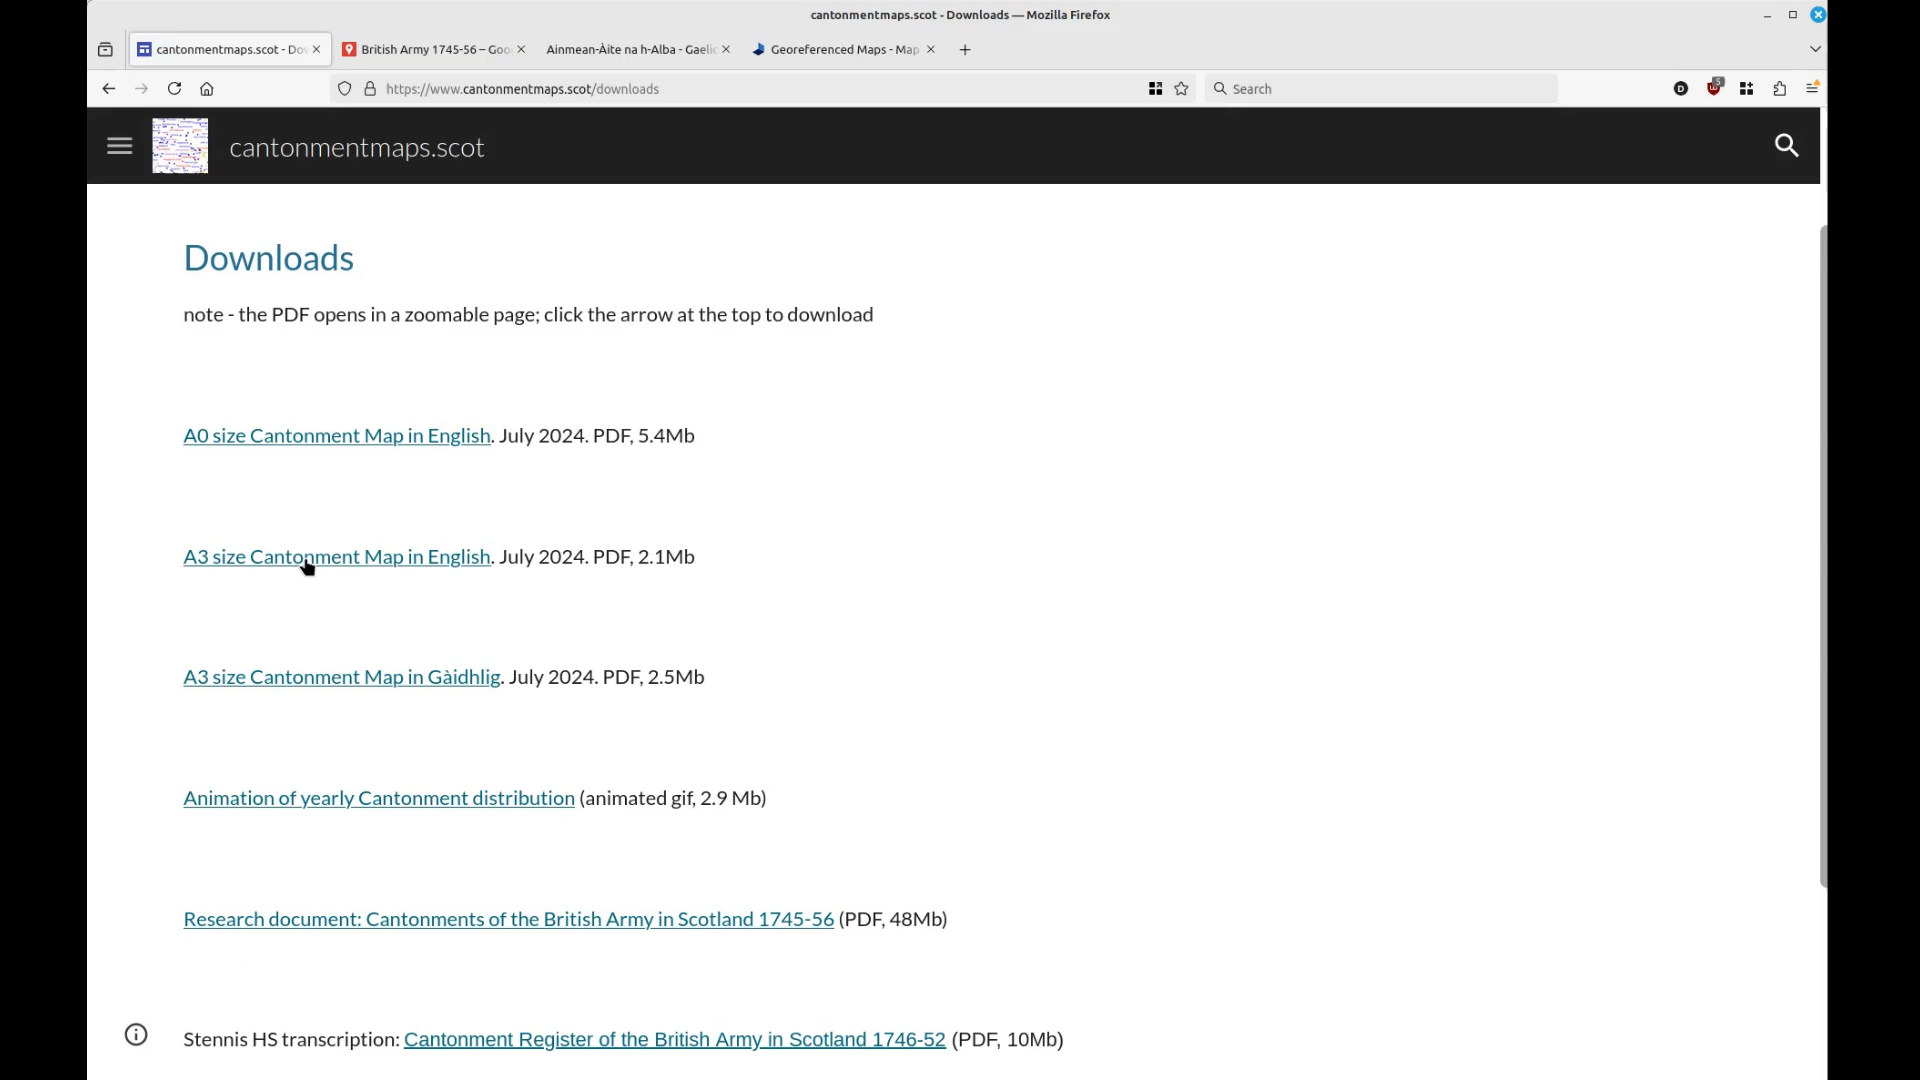 cantonmentmaps.scot - Downloads — Mozilla Firefox
cantonmentmaps.scot - Do
British Army 1745-56 – Goo
Ainmean-Àite na h-Alba - Gaelic
Georeferenced Maps - Map
https://www.cantonmentmaps.scot/downloads
Search
5
cantonmentmaps.scot
Downloads
note - the PDF opens in a zoomable page; click the arrow at the top to download
A0 size Cantonment Map in English. July 2024. PDF, 5.4Mb
A3 size Cantonment Map in English. July 2024. PDF, 2.1Mb
A3 size Cantonment Map in Gàidhlig. July 2024. PDF, 2.5Mb
Animation of yearly Cantonment distribution (animated gif, 2.9 Mb)
Research document: Cantonments of the British Army in Scotland 1745-56 (PDF, 48Mb)
Stennis HS transcription: Cantonment Register of the British Army in Scotland 1746-52 (PDF, 10Mb)